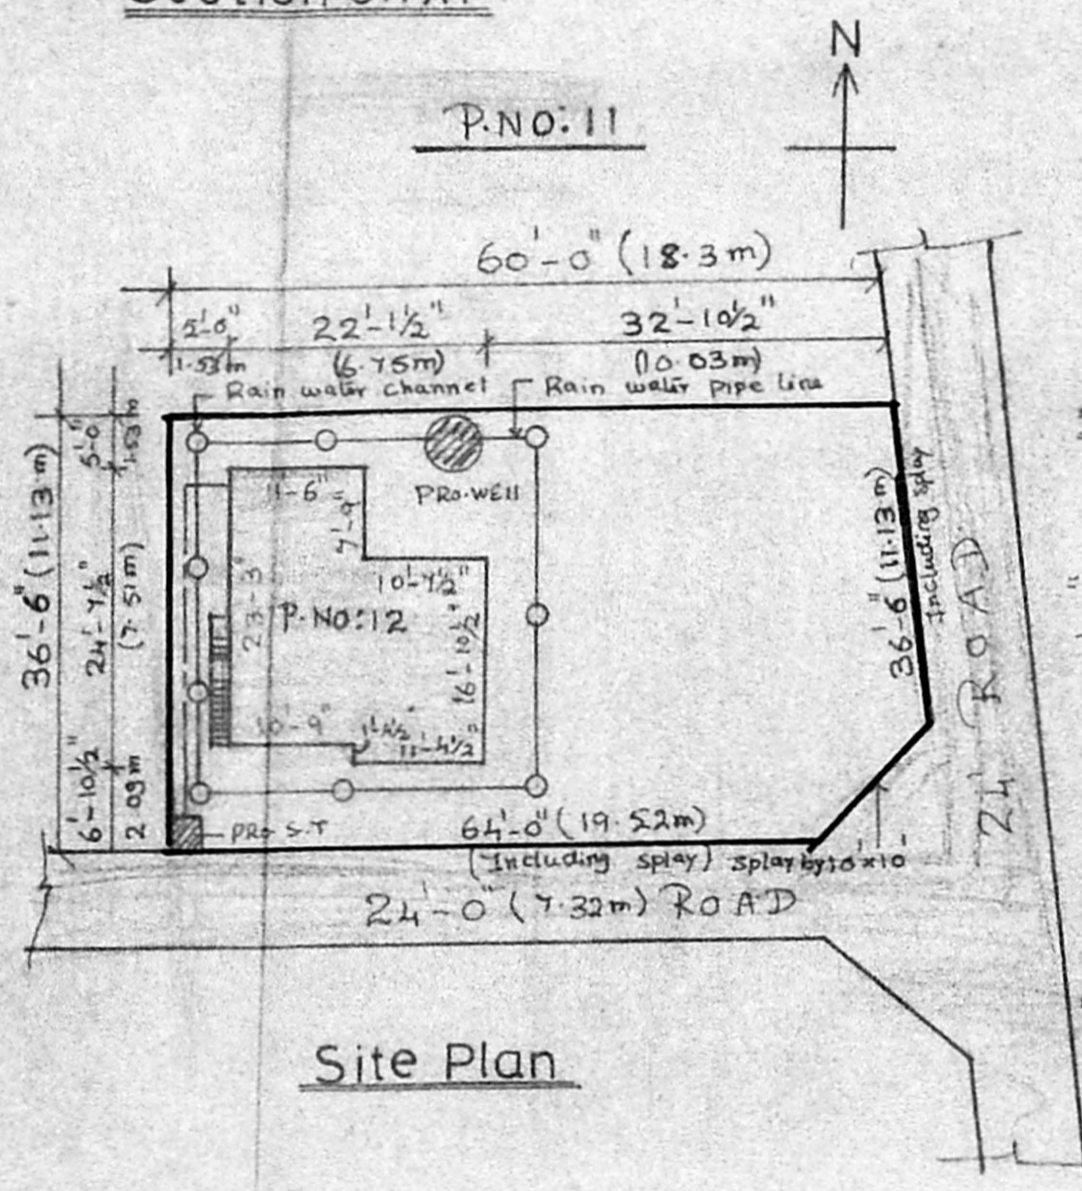 N
P.NO:11
60'-0" (18.3m)
5'-0" 22'-1½" 32'-10½"
1.53m (6.75m) (10.03m)
Rain water channel Rain water pipe line
36'-6" (11.13m)
5'-0" 1.53m
24'-7½" (7.51m)
6'-10½" 2.09m
PRO.WELL
1'-6"
7'-9
10'-7½"
23'-3"
P.NO:12
16'-10½"
10'-9"
1'-4½"
11'-4½"
36'-6" (11.13m)
Including splay
24' ROAD
PRO S.T
64'-0" (19.52m)
(Including splay) splay by 10' x 10'
24'-0" (7.32m) ROAD
Site Plan